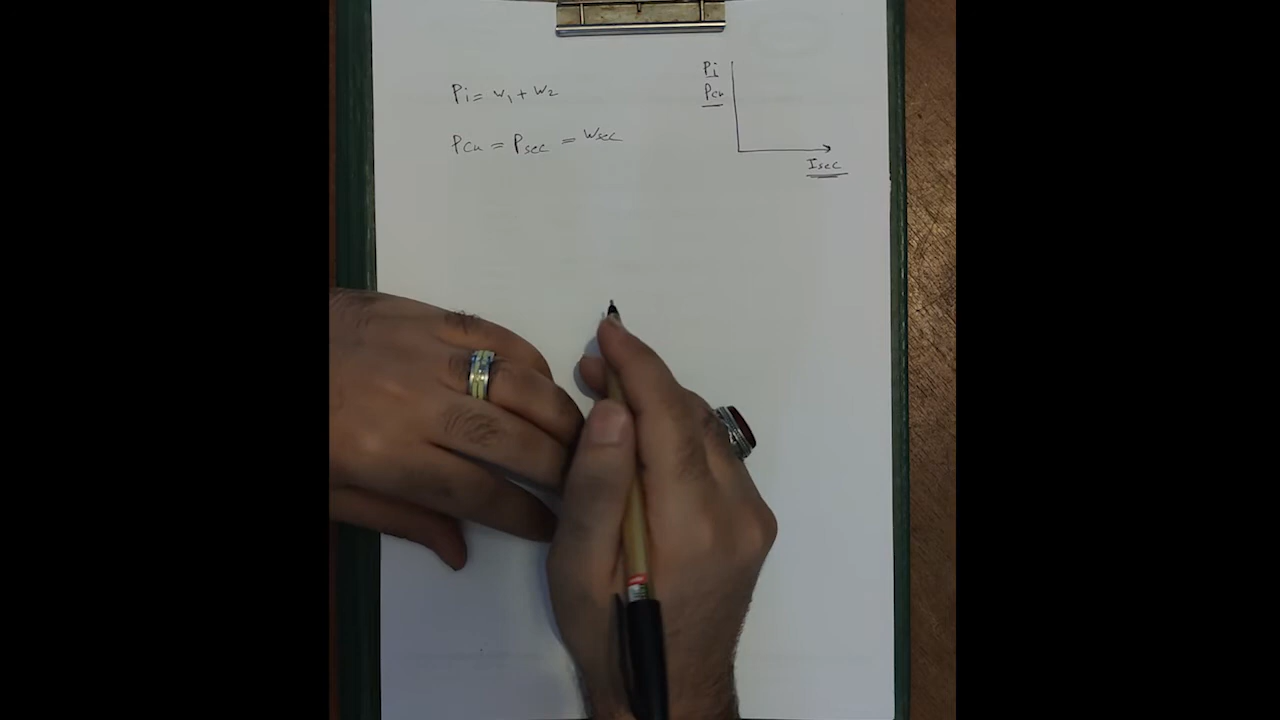 Pi = W1 + W2
Pcu = Psec = Wsec
Pi
Pcu
Isec